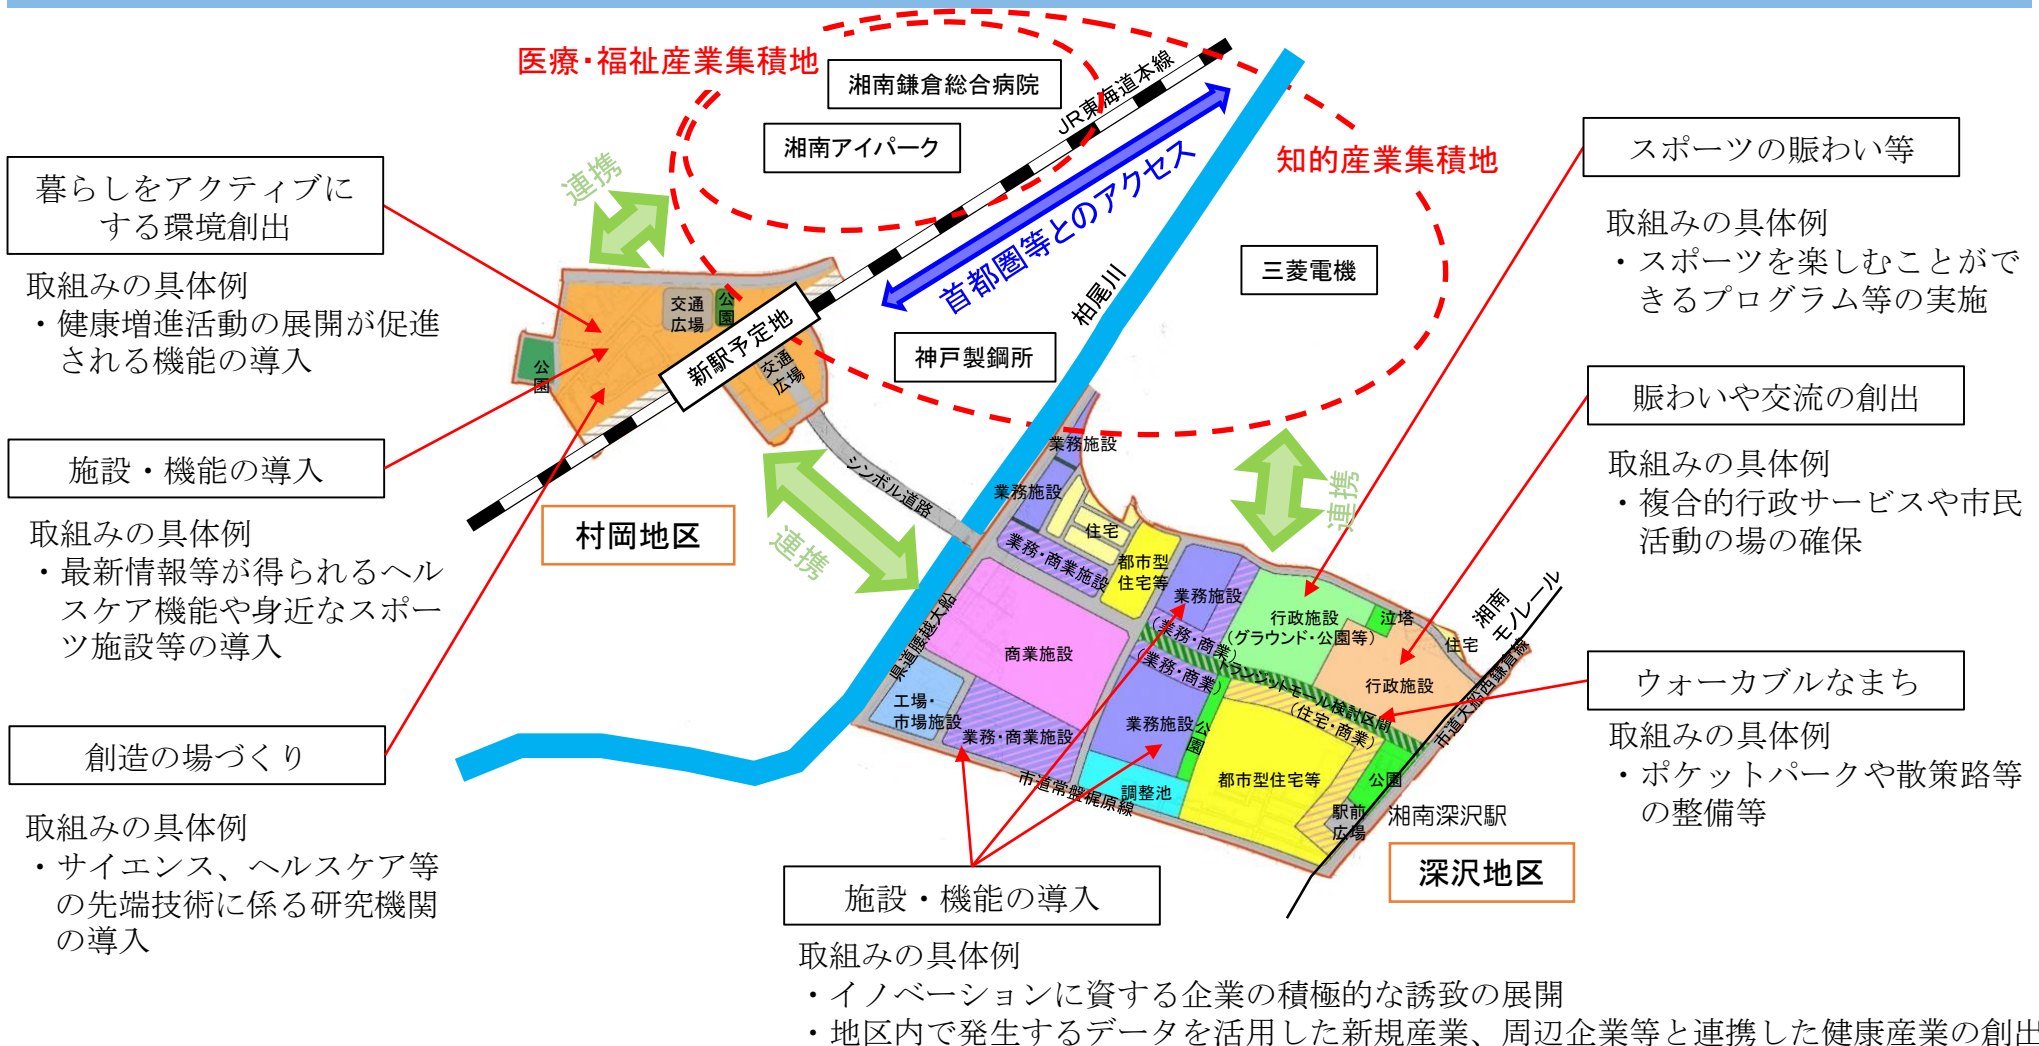 医療・福祉産業集積地
湘南鎌倉総合病院
湘南アイパーク
JR東海道本線
首都圏等とのアクセス
知的産業集積地
三菱電機
神戸製鋼所
柏尾川
連携
暮らしをアクティブに
する環境創出
取組みの具体例
・健康増進活動の展開が促進
される機能の導入
施設・機能の導入
取組みの具体例
・最新情報等が得られるヘル
スケア機能や身近なスポー
ツ施設等の導入
創造の場づくり
取組みの具体例
・サイエンス、ヘルスケア等
の先端技術に係る研究機関
の導入
交通
広場
公
園
公
園
新駅予定地
交通
広場
シンボル道路
村岡地区
連携
連携
スポーツの賑わい等
取組みの具体例
・スポーツを楽しむことがで
きるプログラム等の実施
賑わいや交流の創出
取組みの具体例
・複合的行政サービスや市民
活動の場の確保
ウォーカブルなまち
取組みの具体例
・ポケットパークや散策路等
の整備等
業務施設
業務施設
住宅
業務・商業施設
都市型
住宅等
業務施設
(業務・商業)
(業務・商業)
行政施設
(グラウンド・公園等)
泣塔
住宅
湘南
モノレール
行政施設
商業施設
県道腰越大船
工場・
市場施設
業務・商業施設
業務施設
公
園
トランジットモール検討区間
(住宅・商業)
都市型住宅等
公園
調整池
市道常盤梶原線
市道大船西鎌倉線
駅前
広場
湘南深沢駅
深沢地区
施設・機能の導入
取組みの具体例
・イノベーションに資する企業の積極的な誘致の展開
・地区内で発生するデータを活用した新規産業、周辺企業等と連携した健康産業の創出